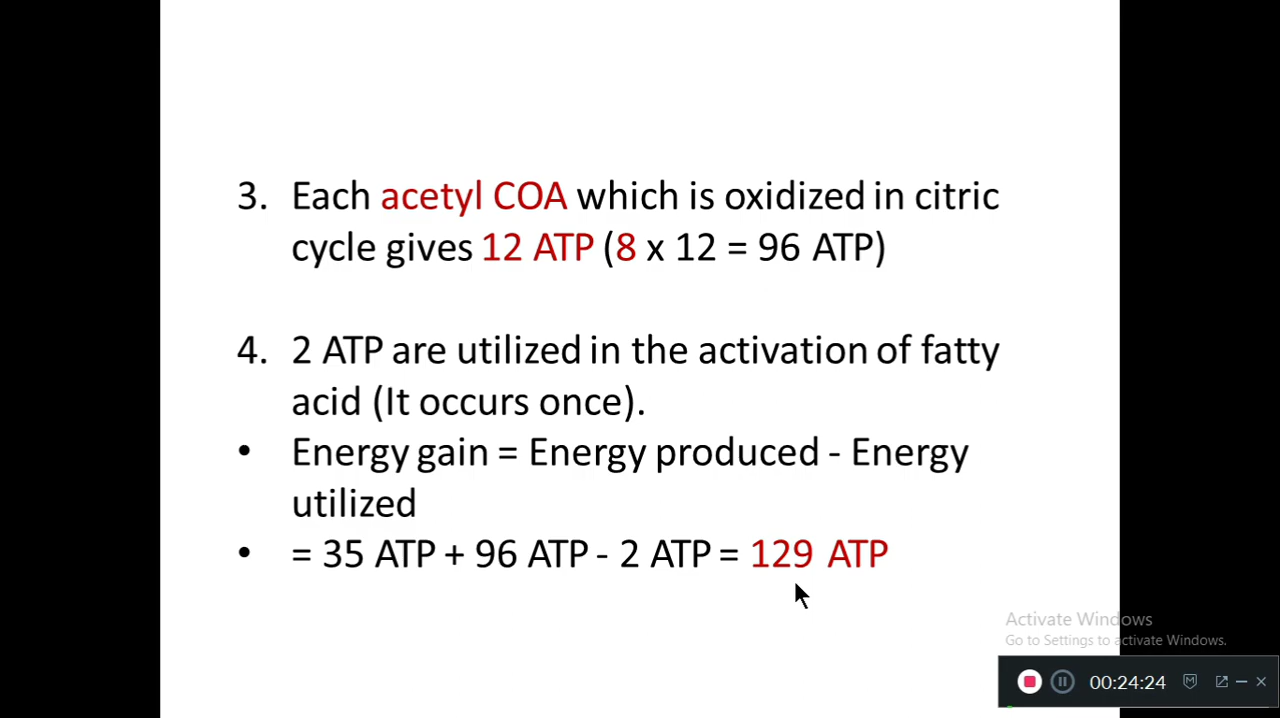 3. Each acetyl COA which is oxidized in citric
cycle gives 12 ATP (8 x 12 = 96 ATP)
4. 2 ATP are utilized in the activation of fatty
acid (It occurs once).
• Energy gain = Energy produced - Energy
utilized
• = 35 ATP + 96 ATP - 2 ATP = 129 ATP
Activate Windows
Go to Settings to activate Windows.
00:24:24